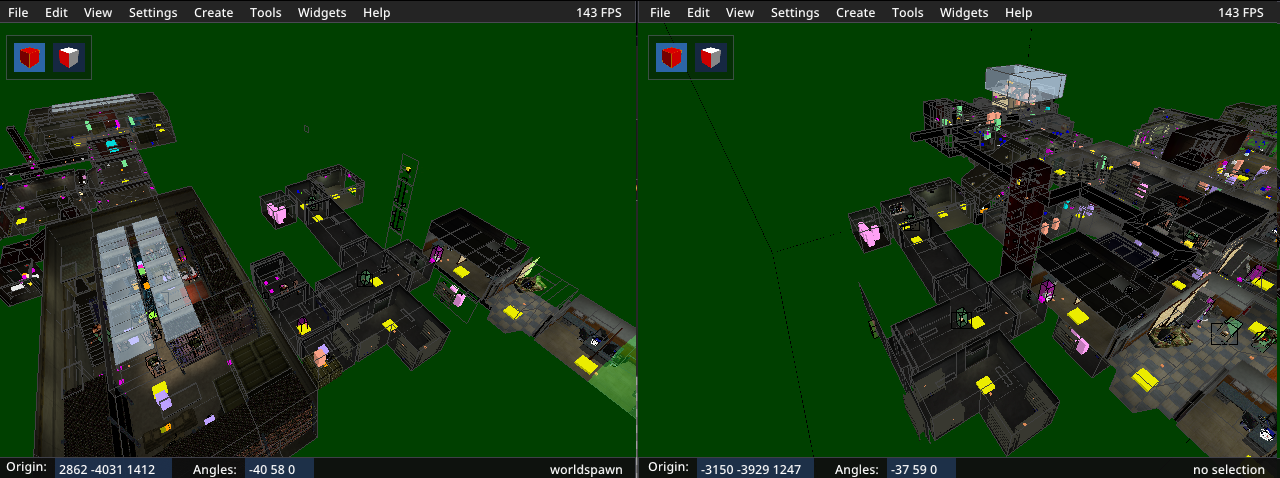 File Edit View Settings Create Tools Widgets Help 143 FPS
Origin: 2862 -4031 1412 Angles: -40 58 0 worldspawn
File Edit View Settings Create Tools Widgets Help 143 FPS
Origin: -3150 -3929 1247 Angles: -37 59 0 no selection